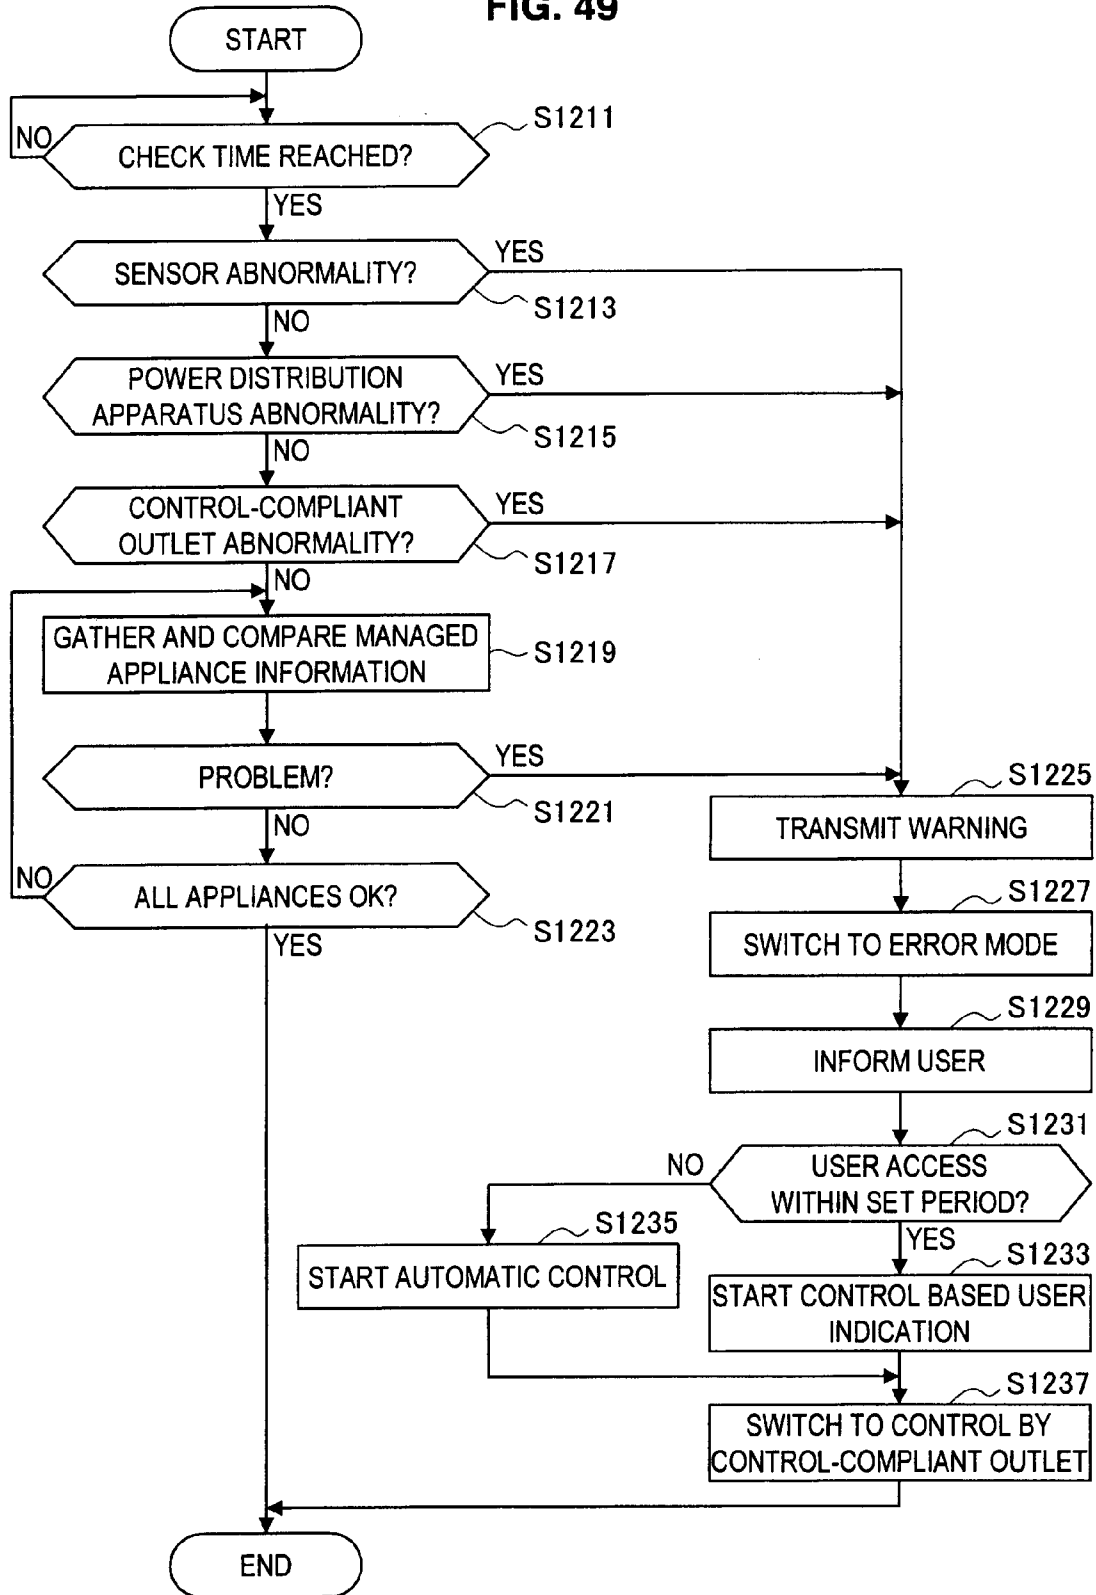 FIG. 49
START
S1211
NO
CHECK TIME REACHED?
YES
YES
SENSOR ABNORMALITY?
S1213
NO
POWER DISTRIBUTION
APPARATUS ABNORMALITY?
YES
S1215
NO
CONTROL-COMPLIANT
OUTLET ABNORMALITY?
YES
S1217
NO
GATHER AND COMPARE MANAGED
APPLIANCE INFORMATION
S1219
PROBLEM?
YES
S1221
NO
S1225
TRANSMIT WARNING
NO
ALL APPLIANCES OK?
S1223
YES
S1227
SWITCH TO ERROR MODE
S1229
INFORM USER
S1231
NO
USER ACCESS
WITHIN SET PERIOD?
YES
S1235
START AUTOMATIC CONTROL
S1233
START CONTROL BASED USER
INDICATION
S1237
SWITCH TO CONTROL BY
CONTROL-COMPLIANT OUTLET
END